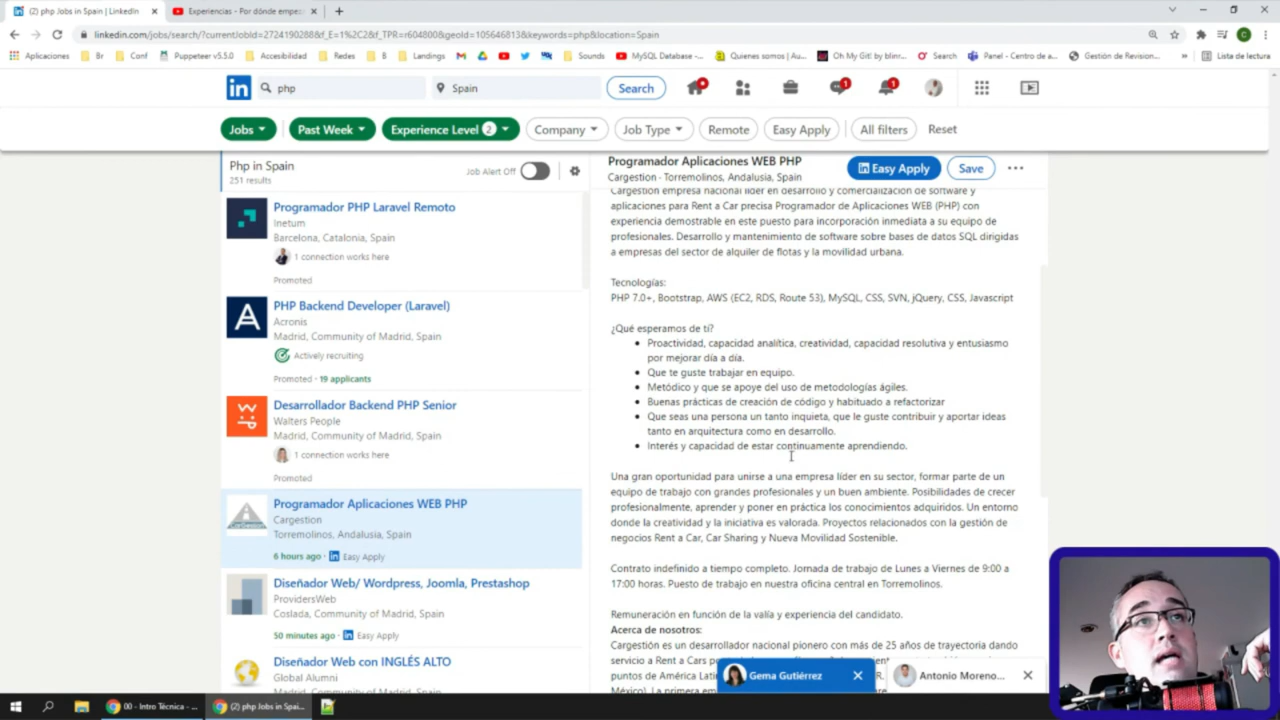 (2) php Jobs in Spain | LinkedIn
Experiencias - Por dónde empez
linkedin.com/jobs/search/?currentJobId=2724190288&f_E=1%2C2&f_TPR=r604800&geoId=105646813&keywords=php&location=Spain
Aplicaciones Br Conf Puppeteer v5.5.0 Accesibilidad Redes B Landings Sounds MySQL Database -... Quienes somos | Au... Oh My Git! by blinr... Search Panel - Centro de a... Gestión de Revision... » Lista de lectura
php Spain Search 1 1
Jobs Past Week Experience Level 2 Company Job Type Remote Easy Apply All filters Reset
Php in Spain
251 results
Job Alert Off
Programador PHP Laravel Remoto
Inetum
Barcelona, Catalonia, Spain
1 connection works here
Promoted
PHP Backend Developer (Laravel)
Acronis
Madrid, Community of Madrid, Spain
Actively recruiting
Promoted · 19 applicants
Desarrollador Backend PHP Senior
Walters People
Madrid, Community of Madrid, Spain
1 connection works here
Promoted
Programador Aplicaciones WEB PHP
Cargestion
Torremolinos, Andalusia, Spain
6 hours ago · Easy Apply
Diseñador Web/ Wordpress, Joomla, Prestashop
ProvidersWeb
Coslada, Community of Madrid, Spain
50 minutes ago · Easy Apply
Diseñador Web con INGLÉS ALTO
Global Alumni
Madrid, Community of Madrid, Spain
Programador Aplicaciones WEB PHP
Cargestion · Torremolinos, Andalusia, Spain
Easy Apply Save
Cargestión empresa nacional líder en desarrollo y comercialización de software y
aplicaciones para Rent a Car precisa Programador de Aplicaciones WEB (PHP) con
experiencia demostrable en este puesto para incorporación inmediata a su equipo de
profesionales. Desarrollo y mantenimiento de software sobre bases de datos SQL dirigidas
a empresas del sector de alquiler de flotas y la movilidad urbana.
Tecnologías:
PHP 7.0+, Bootstrap, AWS (EC2, RDS, Route 53), MySQL, CSS, SVN, jQuery, CSS, Javascript
¿Qué esperamos de ti?
• Proactividad, capacidad analítica, creatividad, capacidad resolutiva y entusiasmo
por mejorar día a día.
• Que te guste trabajar en equipo.
• Metódico y que se apoye del uso de metodologías ágiles.
• Buenas prácticas de creación de código y habituado a refactorizar
• Que seas una persona un tanto inquieta, que le guste contribuir y aportar ideas
tanto en arquitectura como en desarrollo.
• Interés y capacidad de estar continuamente aprendiendo.
Una gran oportunidad para unirse a una empresa líder en su sector, formar parte de un
equipo de trabajo con grandes profesionales y un buen ambiente. Posibilidades de crecer
profesionalmente, aprender y poner en práctica los conocimientos adquiridos. Un entorno
donde la creatividad y la iniciativa es valorada. Proyectos relacionados con la gestión de
negocios Rent a Car, Car Sharing y Nueva Movilidad Sostenible.
Contrato indefinido a tiempo completo. Jornada de trabajo de Lunes a Viernes de 9:00 a
17:00 horas. Puesto de trabajo en nuestra oficina central en Torremolinos.
Remuneración en función de la valía y experiencia del candidato.
Acerca de nosotros:
Cargestión es un desarrollador nacional pionero con más de 25 años de trayectoria dando
servicio a Rent a Cars
puntos de América
México). La primera
Gema Gutiérrez
Antonio Moreno...
00 - Intro Técnica - ...
(2) php Jobs in Spai...